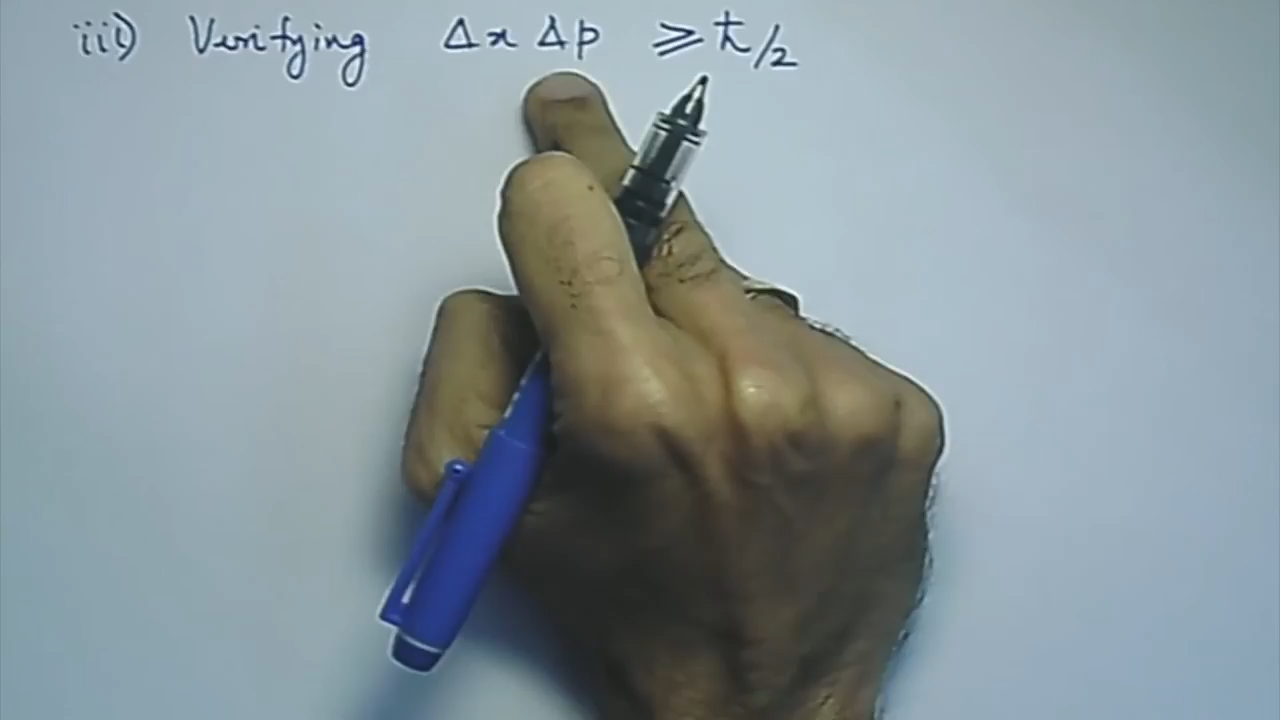 iii) Verifying Δx Δp ≥ ħ/2